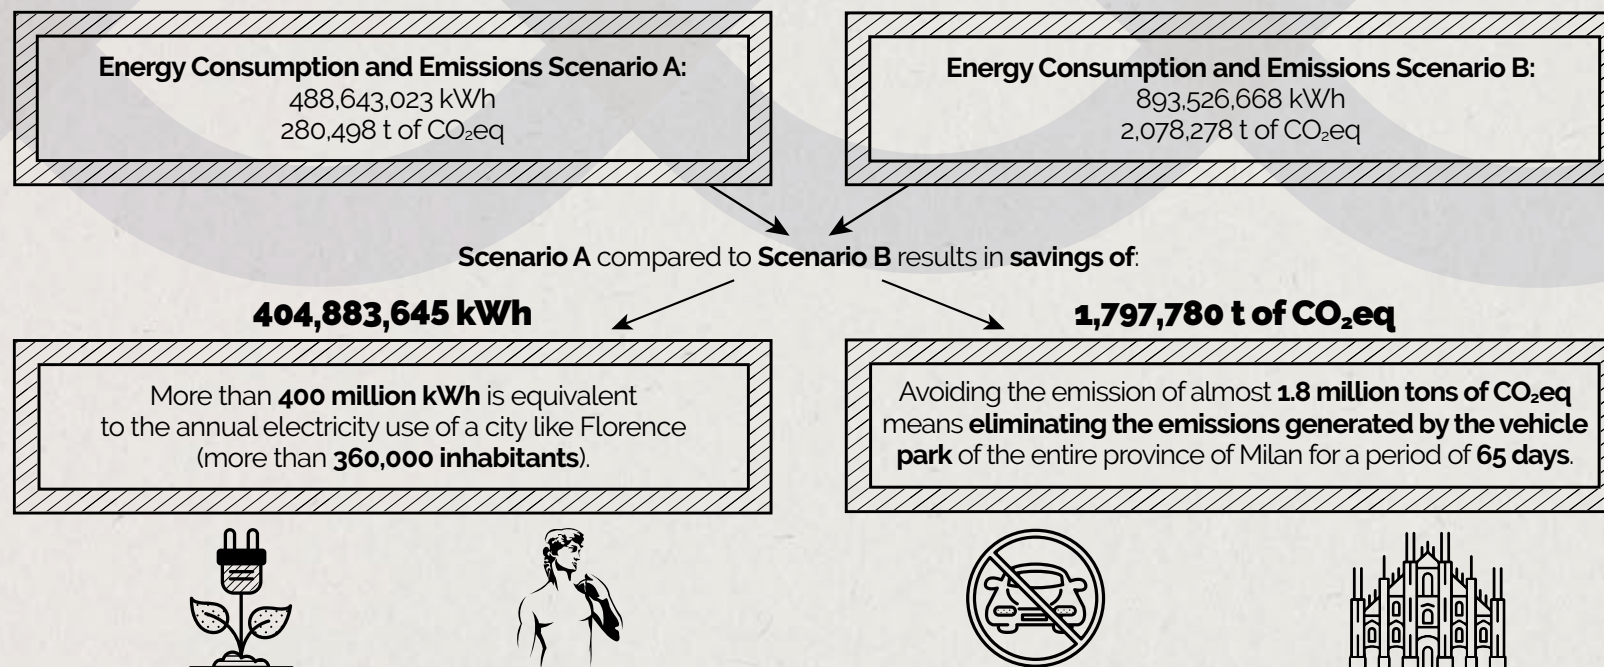 Energy Consumption and Emissions Scenario A:
488,643,023 kWh
280,498 t of CO₂eq
Energy Consumption and Emissions Scenario B:
893,526,668 kWh
2,078,278 t of CO₂eq
Scenario A compared to Scenario B results in savings of:
404,883,645 kWh
1,797,780 t of CO₂eq
More than 400 million kWh is equivalent
to the annual electricity use of a city like Florence
(more than 360,000 inhabitants).
Avoiding the emission of almost 1.8 million tons of CO₂eq
means eliminating the emissions generated by the vehicle
park of the entire province of Milan for a period of 65 days.